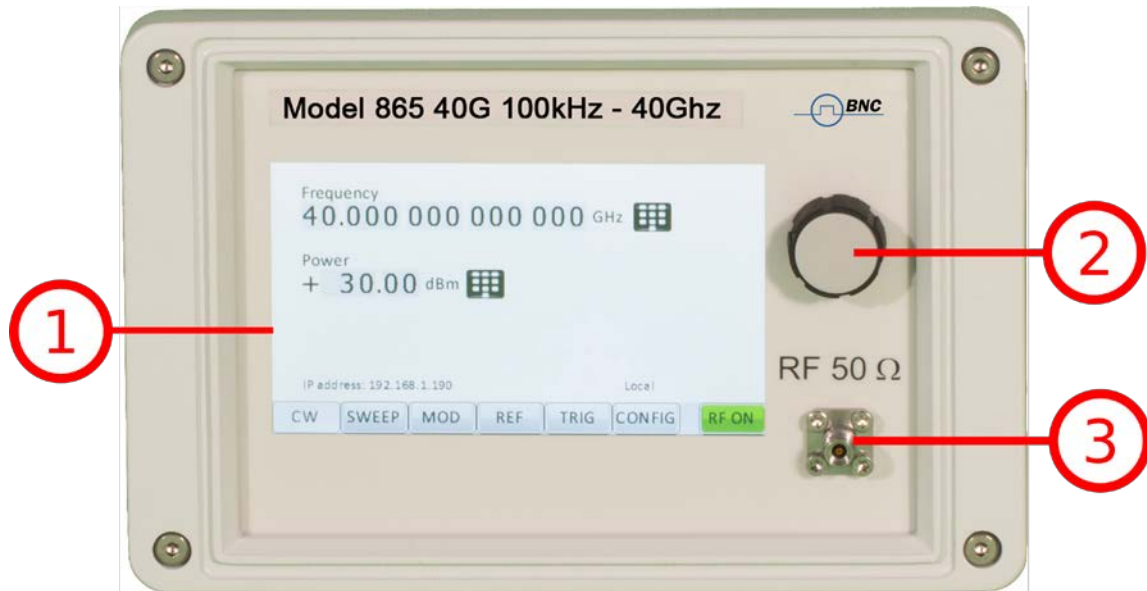 Model 865 40G 100kHz - 40Ghz
BNC
Frequency
40.000 000 000 000 GHz
Power
+ 30.00 dBm
1
2
RF 50 Ω
IP address: 192.168.1.190 Local
CW SWEEP MOD REF TRIG CONFIG RF ON
3